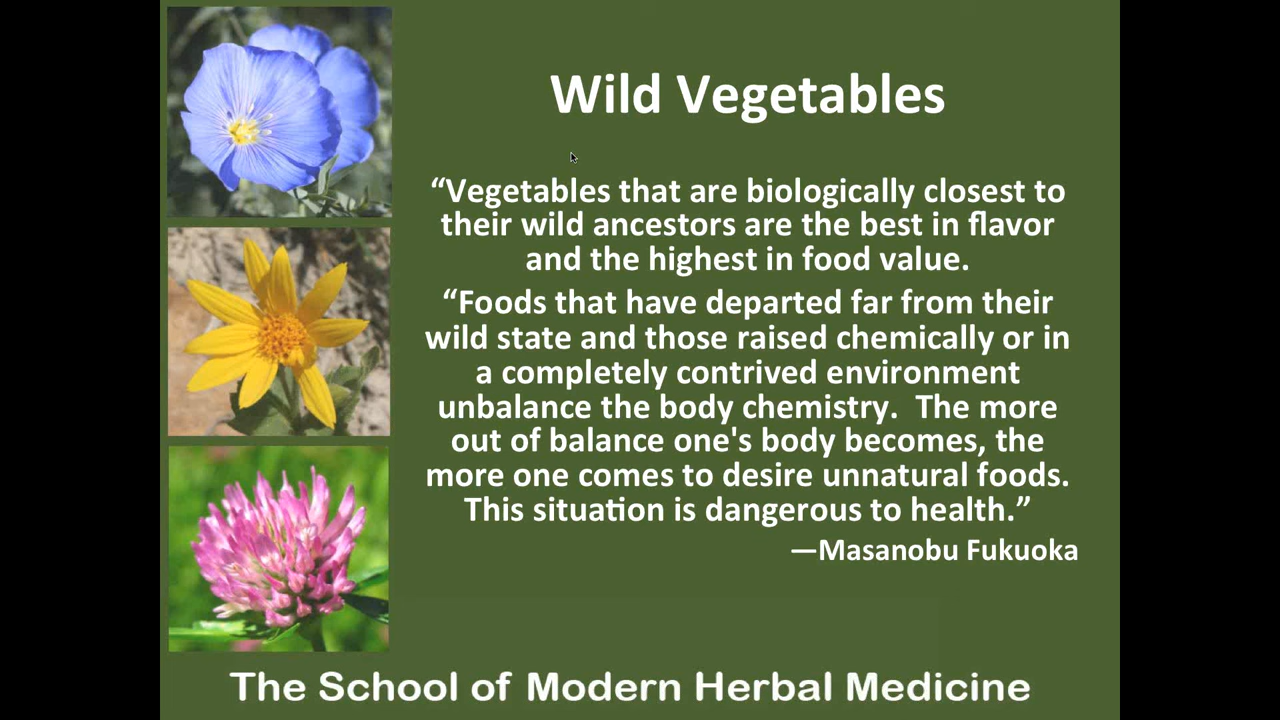 Wild Vegetables
“Vegetables that are biologically closest to
their wild ancestors are the best in flavor
and the highest in food value.
“Foods that have departed far from their
wild state and those raised chemically or in
a completely contrived environment
unbalance the body chemistry.  The more
out of balance one's body becomes, the
more one comes to desire unnatural foods.
This situation is dangerous to health.”
—Masanobu Fukuoka
The School of Modern Herbal Medicine